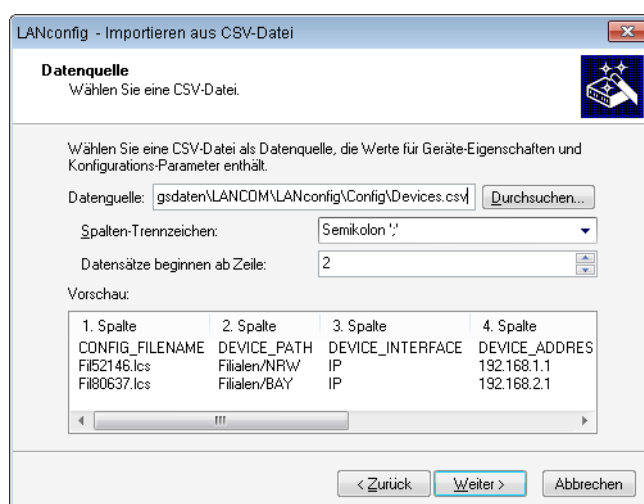 LANconfig - Importieren aus CSV-Datei
Datenquelle
Wählen Sie eine CSV-Datei.
Wählen Sie eine CSV-Datei als Datenquelle, die Werte für Geräte-Eigenschaften und
Konfigurations-Parameter enthält.
Datenquelle: gsdaten\LANCOM\LANconfig\Config\Devices.csv Durchsuchen...
Spalten-Trennzeichen: Semikolon ';'
Datensätze beginnen ab Zeile: 2
Vorschau:
1. Spalte 2. Spalte 3. Spalte 4. Spalte
CONFIG_FILENAME DEVICE_PATH DEVICE_INTERFACE DEVICE_ADDRES
Fil52146.lcs Filialen/NRW IP 192.168.1.1
Fil80637.lcs Filialen/BAY IP 192.168.2.1
< Zurück Weiter > Abbrechen